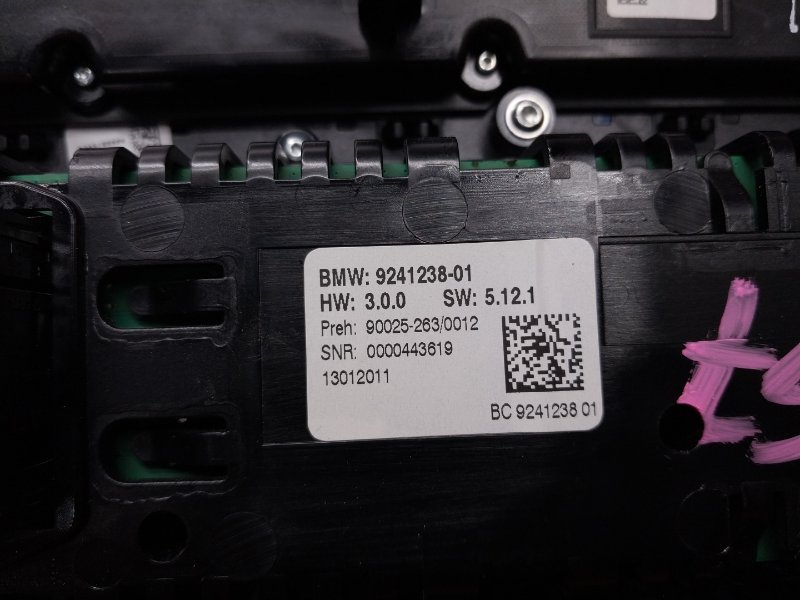 BMW: 9241238-01
HW: 3.0.0 SW: 5.12.1
Preh: 90025-263/0012
SNR: 0000443619
13012011
BC 9241238 01